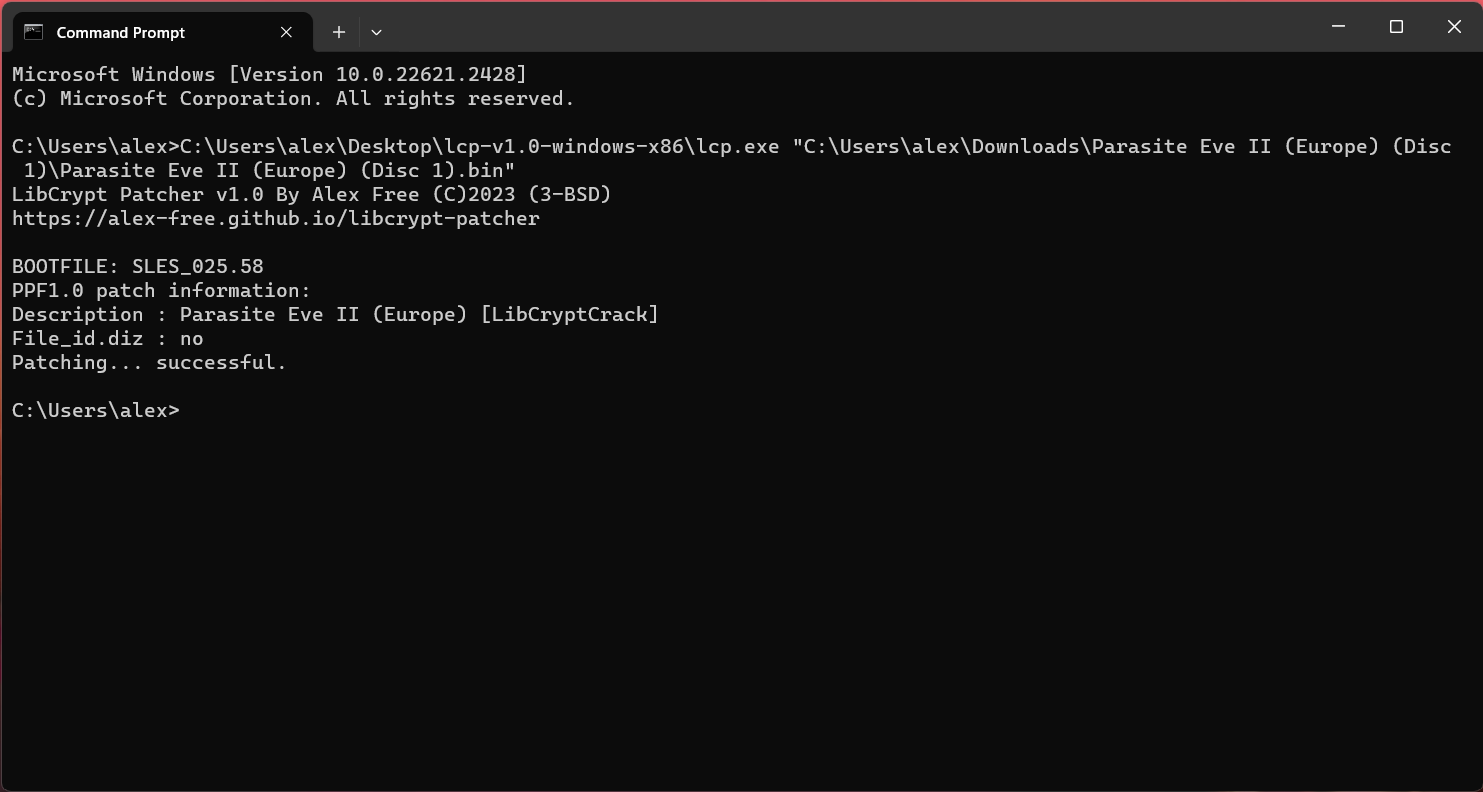 Command Prompt
Microsoft Windows [Version 10.0.22621.2428]
(c) Microsoft Corporation. All rights reserved.
C:\Users\alex>C:\Users\alex\Desktop\lcp-v1.0-windows-x86\lcp.exe "C:\Users\alex\Downloads\Parasite Eve II (Europe) (Disc
 1)\Parasite Eve II (Europe) (Disc 1).bin"
LibCrypt Patcher v1.0 By Alex Free (C)2023 (3-BSD)
https://alex-free.github.io/libcrypt-patcher
BOOTFILE: SLES_025.58
PPF1.0 patch information:
Description : Parasite Eve II (Europe) [LibCryptCrack]
File_id.diz : no
Patching... successful.
C:\Users\alex>